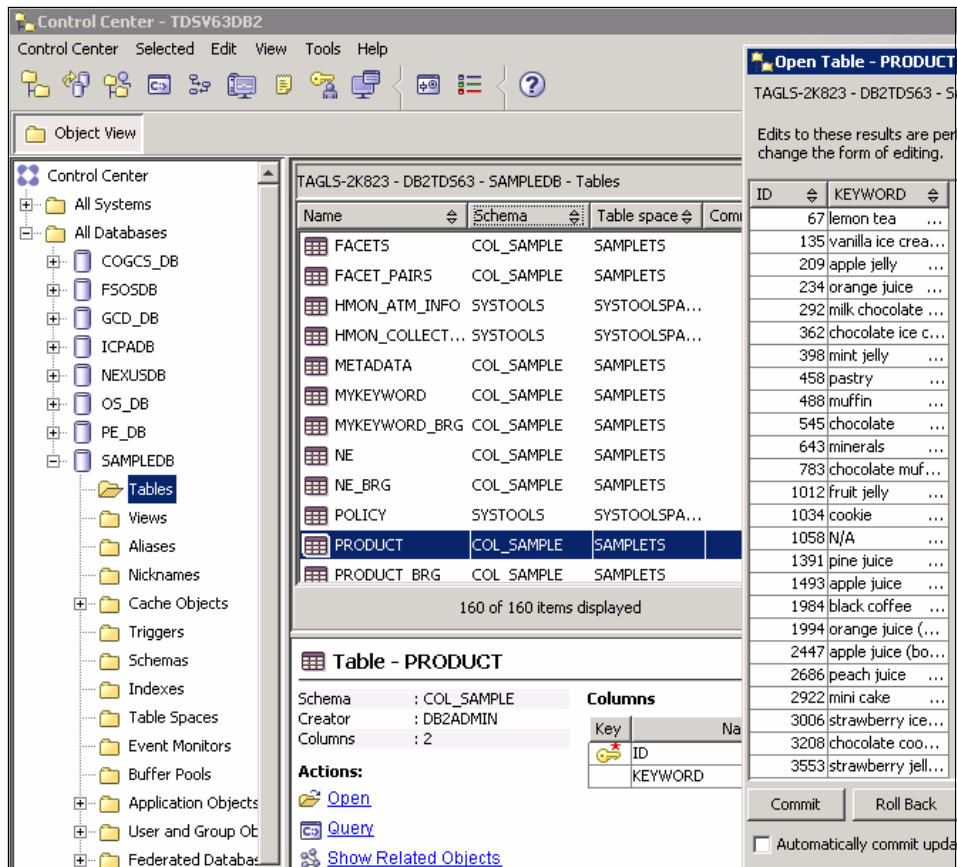 Control Center - TDSV63DB2
Control Center Selected Edit View Tools Help
Object View
Control Center
All Systems
All Databases
COGCS_DB
FSOSDB
GCD_DB
ICPADB
NEXUSDB
OS_DB
PE_DB
SAMPLEDB
Tables
Views
Aliases
Nicknames
Cache Objects
Triggers
Schemas
Indexes
Table Spaces
Event Monitors
Buffer Pools
Application Objects
User and Group Ob
Federated Databas
TAGLS-2K823 - DB2TDS63 - SAMPLEDB - Tables
Name Schema Table space Comm
FACETS COL_SAMPLE SAMPLETS
FACET_PAIRS COL_SAMPLE SAMPLETS
HMON_ATM_INFO SYSTOOLS SYSTOOLSPA...
HMON_COLLECT... SYSTOOLS SYSTOOLSPA...
METADATA COL_SAMPLE SAMPLETS
MYKEYWORD COL_SAMPLE SAMPLETS
MYKEYWORD_BRG COL_SAMPLE SAMPLETS
NE COL_SAMPLE SAMPLETS
NE_BRG COL_SAMPLE SAMPLETS
POLICY SYSTOOLS SYSTOOLSPA...
PRODUCT COL_SAMPLE SAMPLETS
PRODUCT_BRG COL_SAMPLE SAMPLETS
160 of 160 items displayed
Table - PRODUCT
Schema : COL_SAMPLE
Creator : DB2ADMIN
Columns : 2
Actions:
Open
Query
Show Related Objects
Columns
Key Na
ID
KEYWORD
Open Table - PRODUCT
TAGLS-2K823 - DB2TDS63 - S
Edits to these results are per
change the form of editing.
ID KEYWORD
67 lemon tea ...
135 vanilla ice crea...
209 apple jelly ...
234 orange juice ...
292 milk chocolate ...
362 chocolate ice c...
398 mint jelly ...
458 pastry ...
488 muffin ...
545 chocolate ...
643 minerals ...
783 chocolate muf...
1012 fruit jelly ...
1034 cookie ...
1058 N/A ...
1391 pine juice ...
1493 apple juice ...
1984 black coffee ...
1994 orange juice (...
2447 apple juice (bo...
2686 peach juice ...
2922 mini cake ...
3006 strawberry ice...
3208 chocolate coo...
3553 strawberry jell...
Commit Roll Back
Automatically commit upda